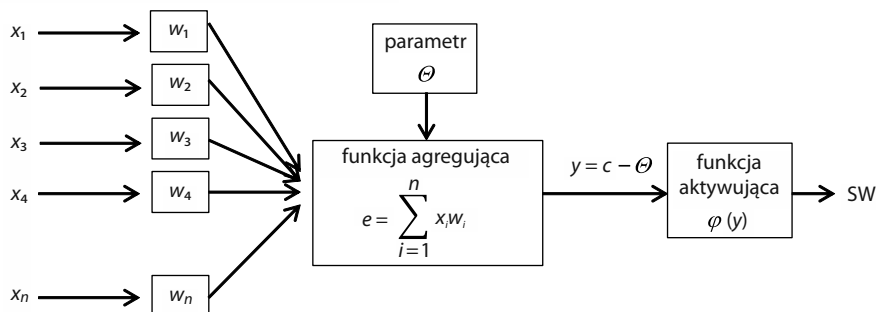 x1
w1
x2
w2
x3
w3
x4
w4
xn
wn
parametr
Θ
funkcja agregująca
e = ∑ xiwi
n
i = 1
y = c – Θ
funkcja
aktywująca
φ (y)
SW